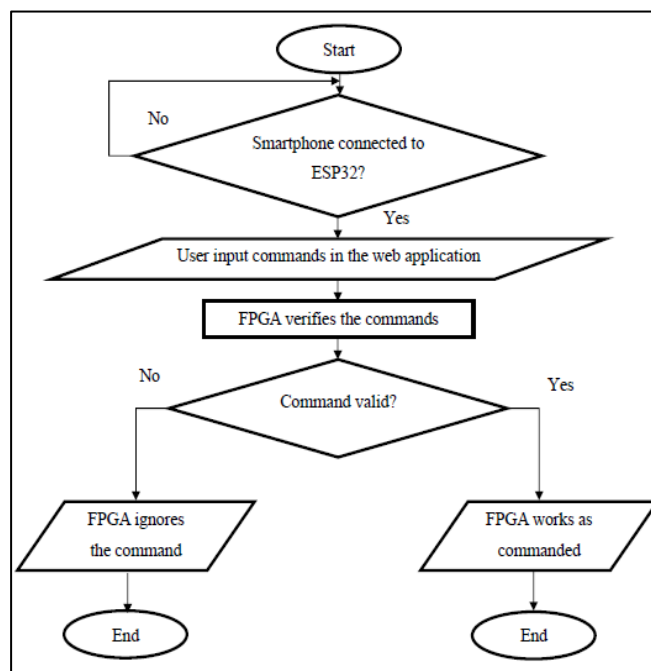 Start
No
Smartphone connected to
ESP32?
Yes
User input commands in the web application
FPGA verifies the commands
No
Yes
Command valid?
FPGA ignores
the command
FPGA works as
commanded
End
End